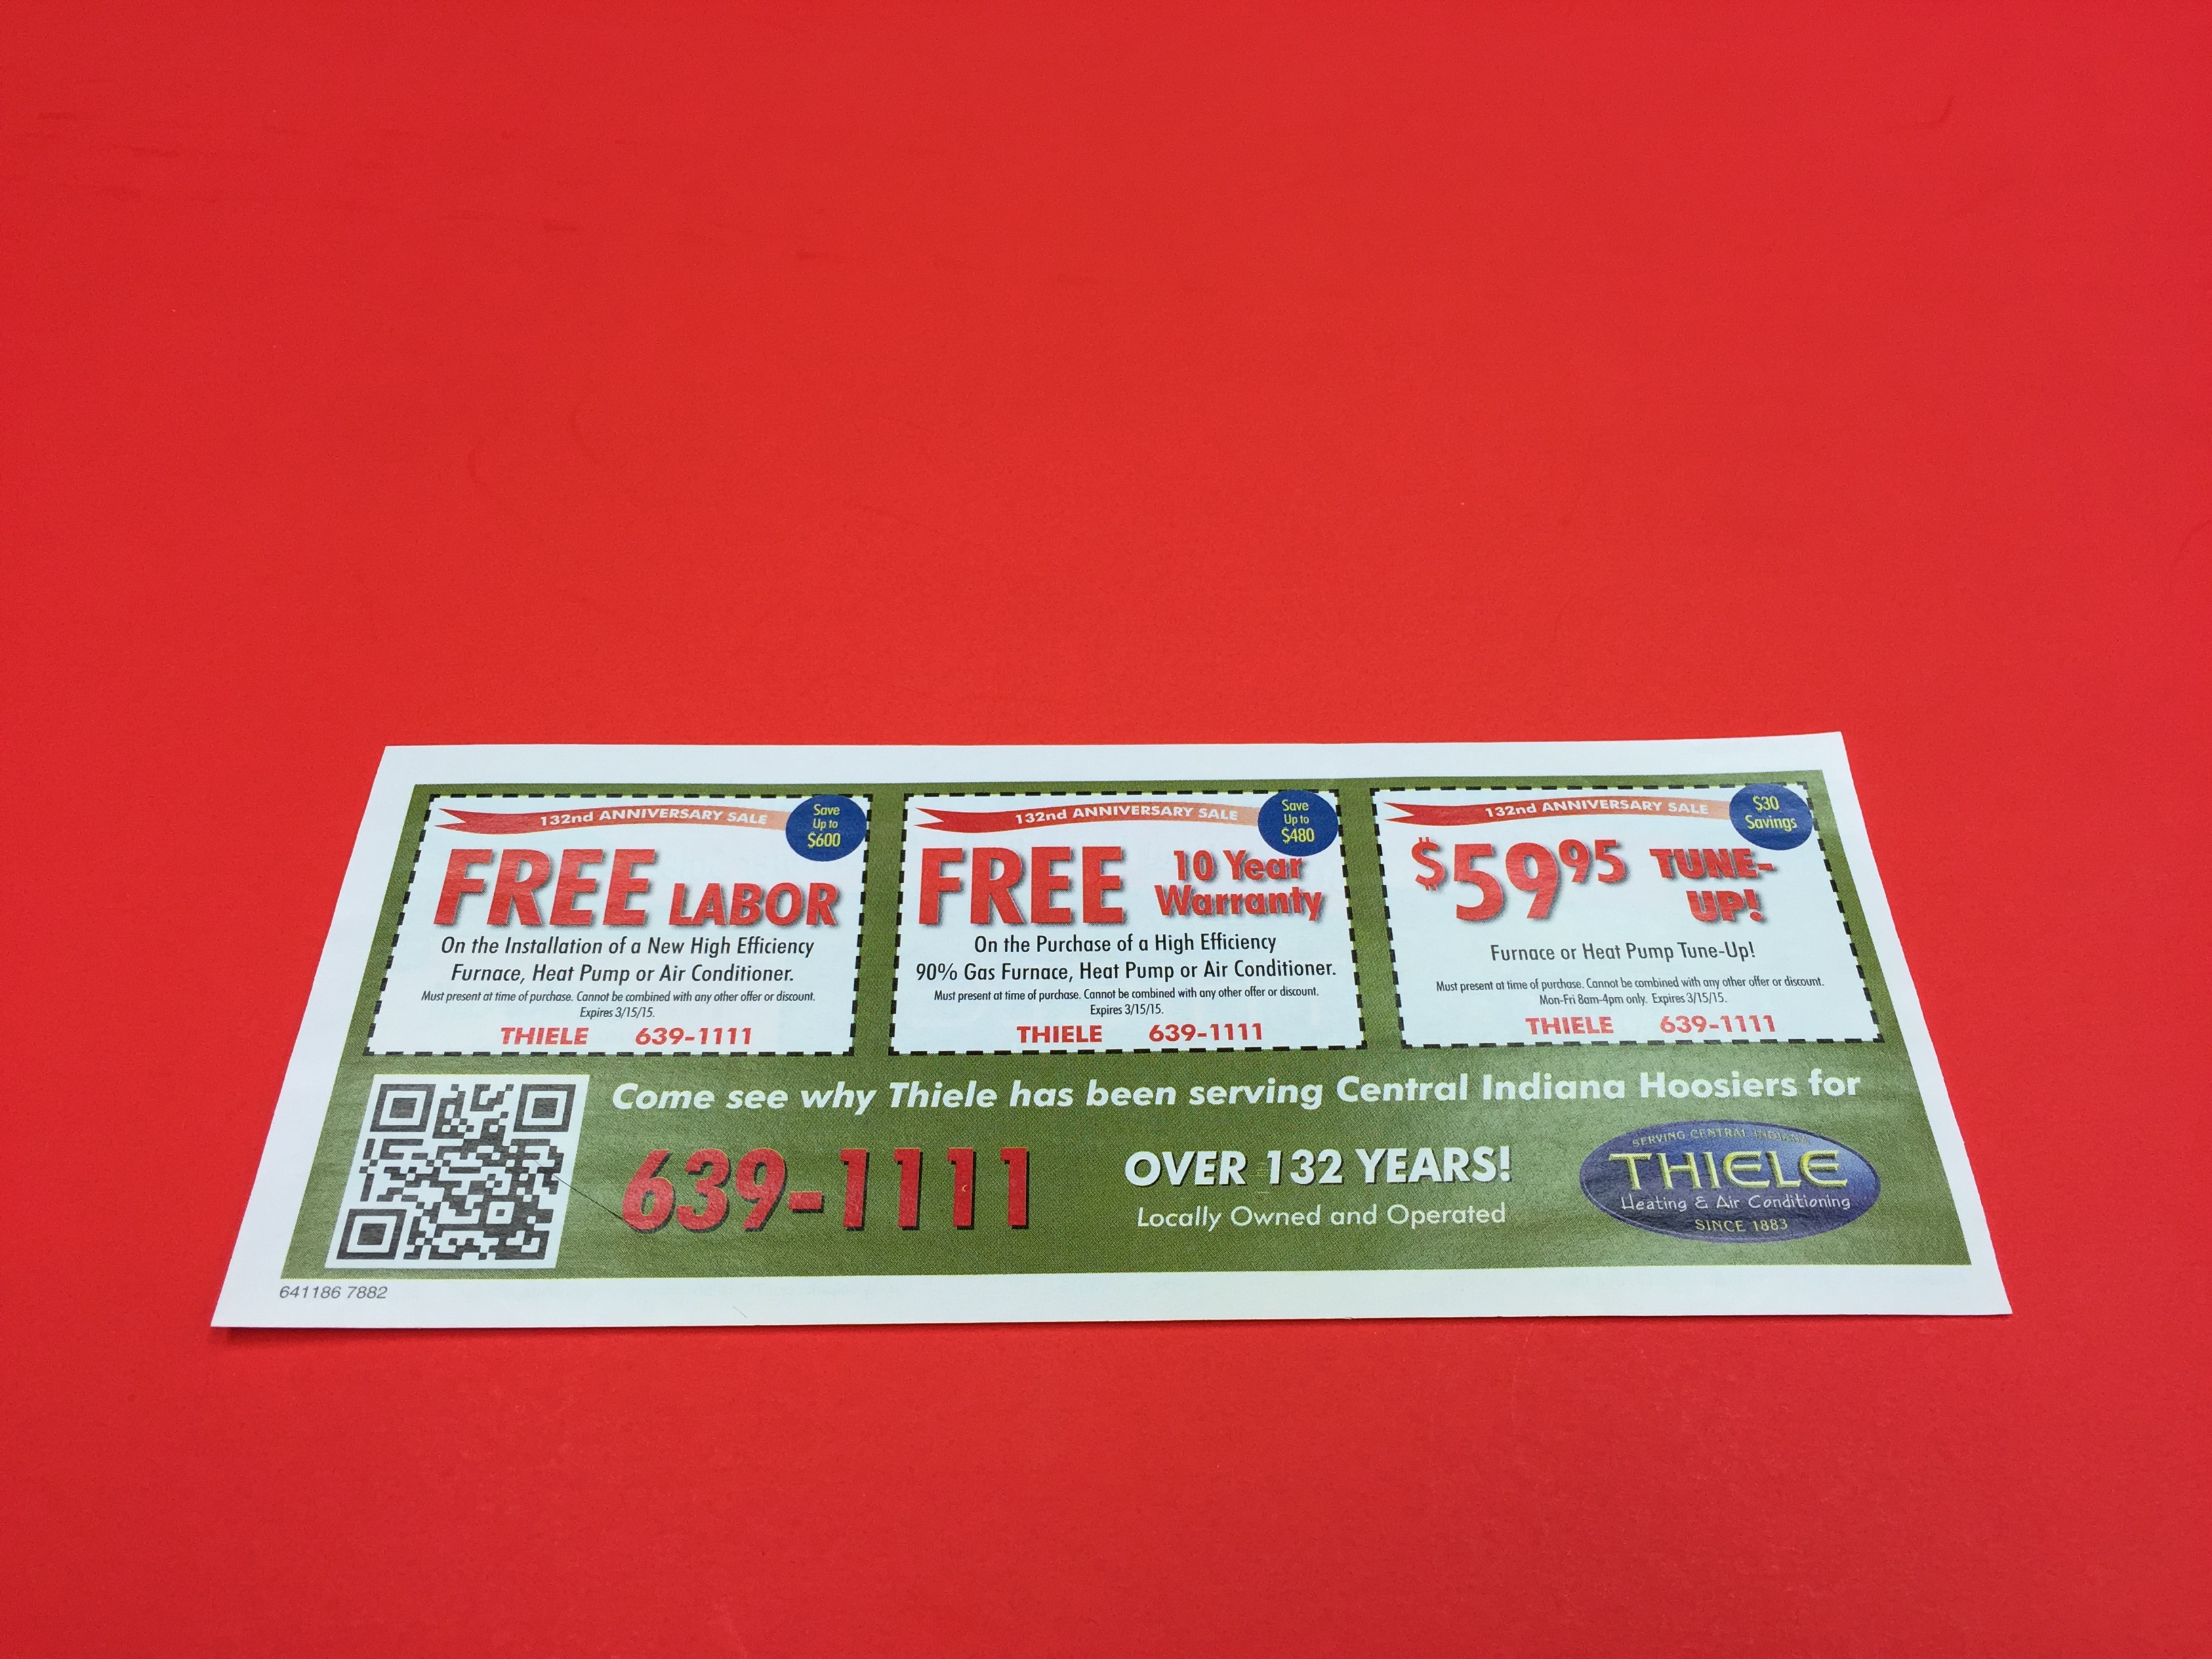 132nd ANNIVERSARY SALE
Save
Up to
$600
FREE LABOR
On the Installation of a New High Efficiency
Furnace, Heat Pump or Air Conditioner.
Must present at time of purchase. Cannot be combined with any other offer or discount.
Expires 3/15/15.
THIELE 639-1111
132nd ANNIVERSARY SALE
Save
Up to
$480
FREE 10 Year
Warranty
On the Purchase of a High Efficiency
90% Gas Furnace, Heat Pump or Air Conditioner.
Must present at time of purchase. Cannot be combined with any other offer or discount.
Expires 3/15/15.
THIELE 639-1111
132nd ANNIVERSARY SALE
$30
Savings
$59.95 TUNE-
UP!
Furnace or Heat Pump Tune-Up!
Must present at time of purchase. Cannot be combined with any other offer or discount.
Mon-Fri 8am-4pm only. Expires 3/15/15.
THIELE 639-1111
Come see why Thiele has been serving Central Indiana Hoosiers for
639-1111
OVER 132 YEARS!
Locally Owned and Operated
SERVING CENTRAL INDIANA
THIELE
Heating & Air Conditioning
SINCE 1883
641186 7882